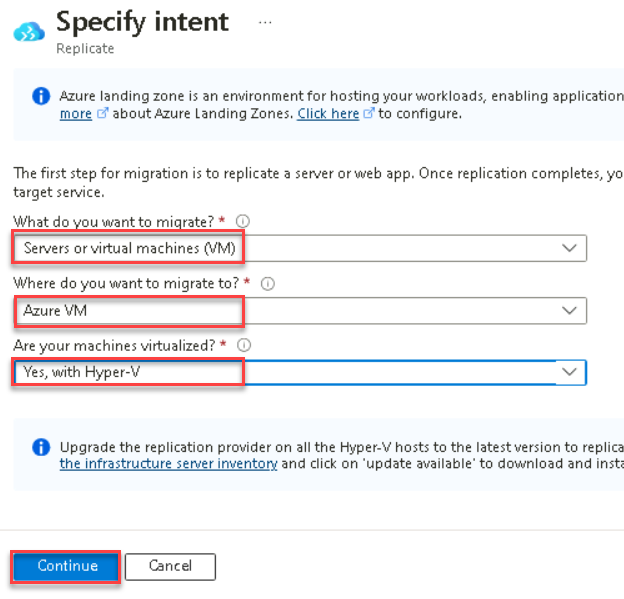 Specify intent ...
Replicate
Azure landing zone is an environment for hosting your workloads, enabling application
more about Azure Landing Zones. Click here to configure.
The first step for migration is to replicate a server or web app. Once replication completes, yo
target service.
What do you want to migrate? *
Servers or virtual machines (VM)
Where do you want to migrate to? *
Azure VM
Are your machines virtualized? *
Yes, with Hyper-V
Upgrade the replication provider on all the Hyper-V hosts to the latest version to replica
the infrastructure server inventory and click on 'update available' to download and insta
Continue
Cancel